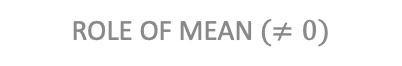 ROLE OF MEAN (≠ 0)